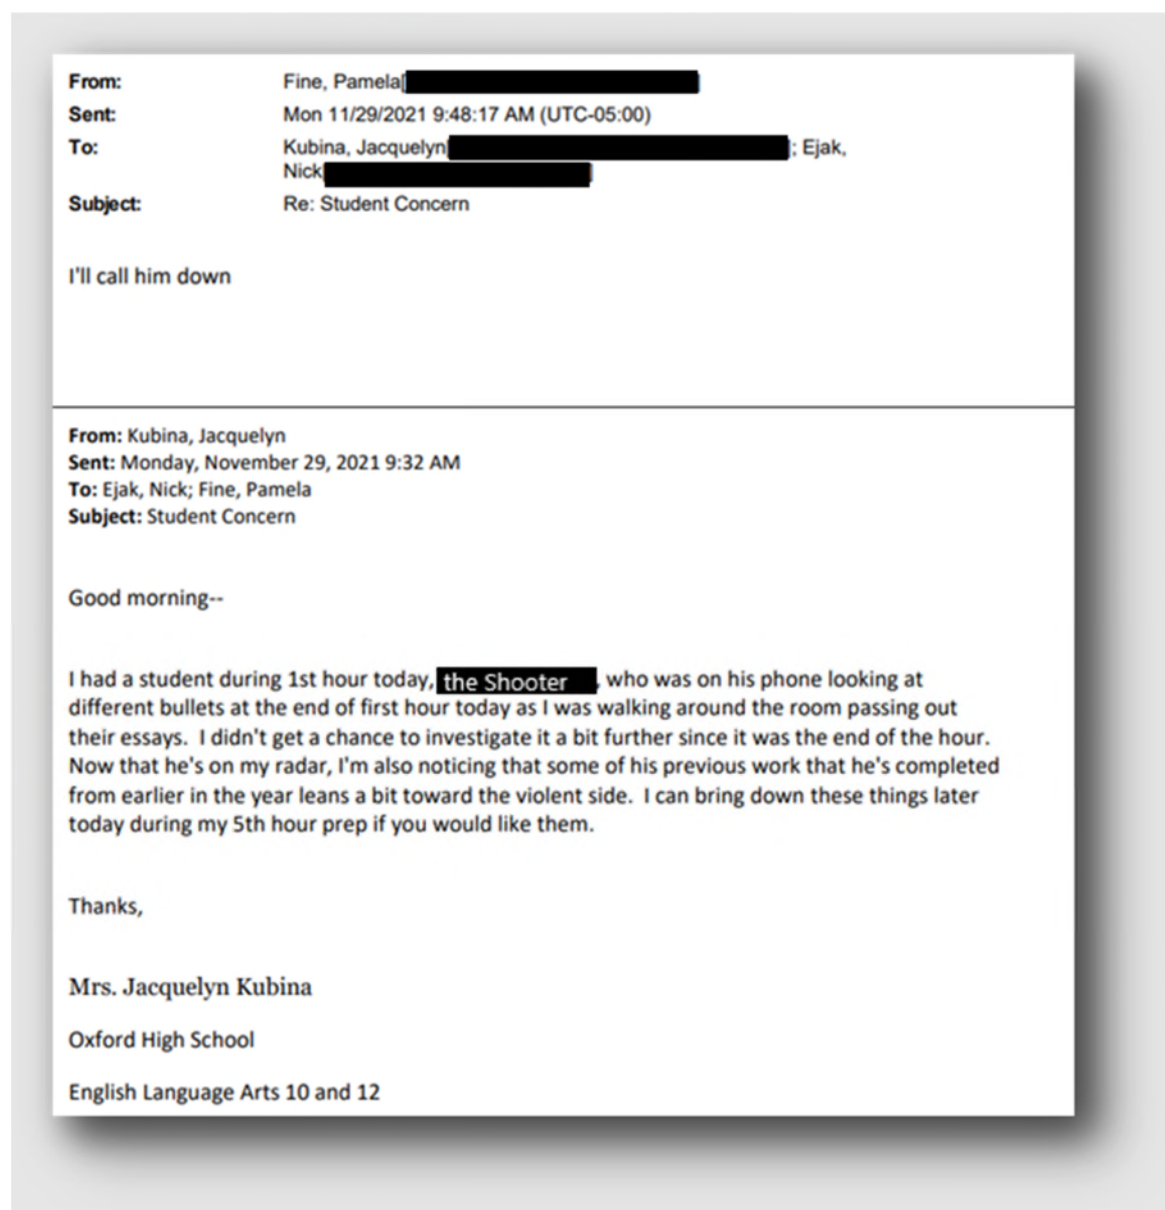 From: Fine, Pamela[
Sent: Mon 11/29/2021 9:48:17 AM (UTC-05:00)
To: Kubina, Jacquelyn[ ]; Ejak,
Nick[ ]
Subject: Re: Student Concern
I'll call him down
From: Kubina, Jacquelyn
Sent: Monday, November 29, 2021 9:32 AM
To: Ejak, Nick; Fine, Pamela
Subject: Student Concern
Good morning--
I had a student during 1st hour today, the Shooter , who was on his phone looking at
different bullets at the end of first hour today as I was walking around the room passing out
their essays. I didn't get a chance to investigate it a bit further since it was the end of the hour.
Now that he's on my radar, I'm also noticing that some of his previous work that he's completed
from earlier in the year leans a bit toward the violent side. I can bring down these things later
today during my 5th hour prep if you would like them.
Thanks,
Mrs. Jacquelyn Kubina
Oxford High School
English Language Arts 10 and 12